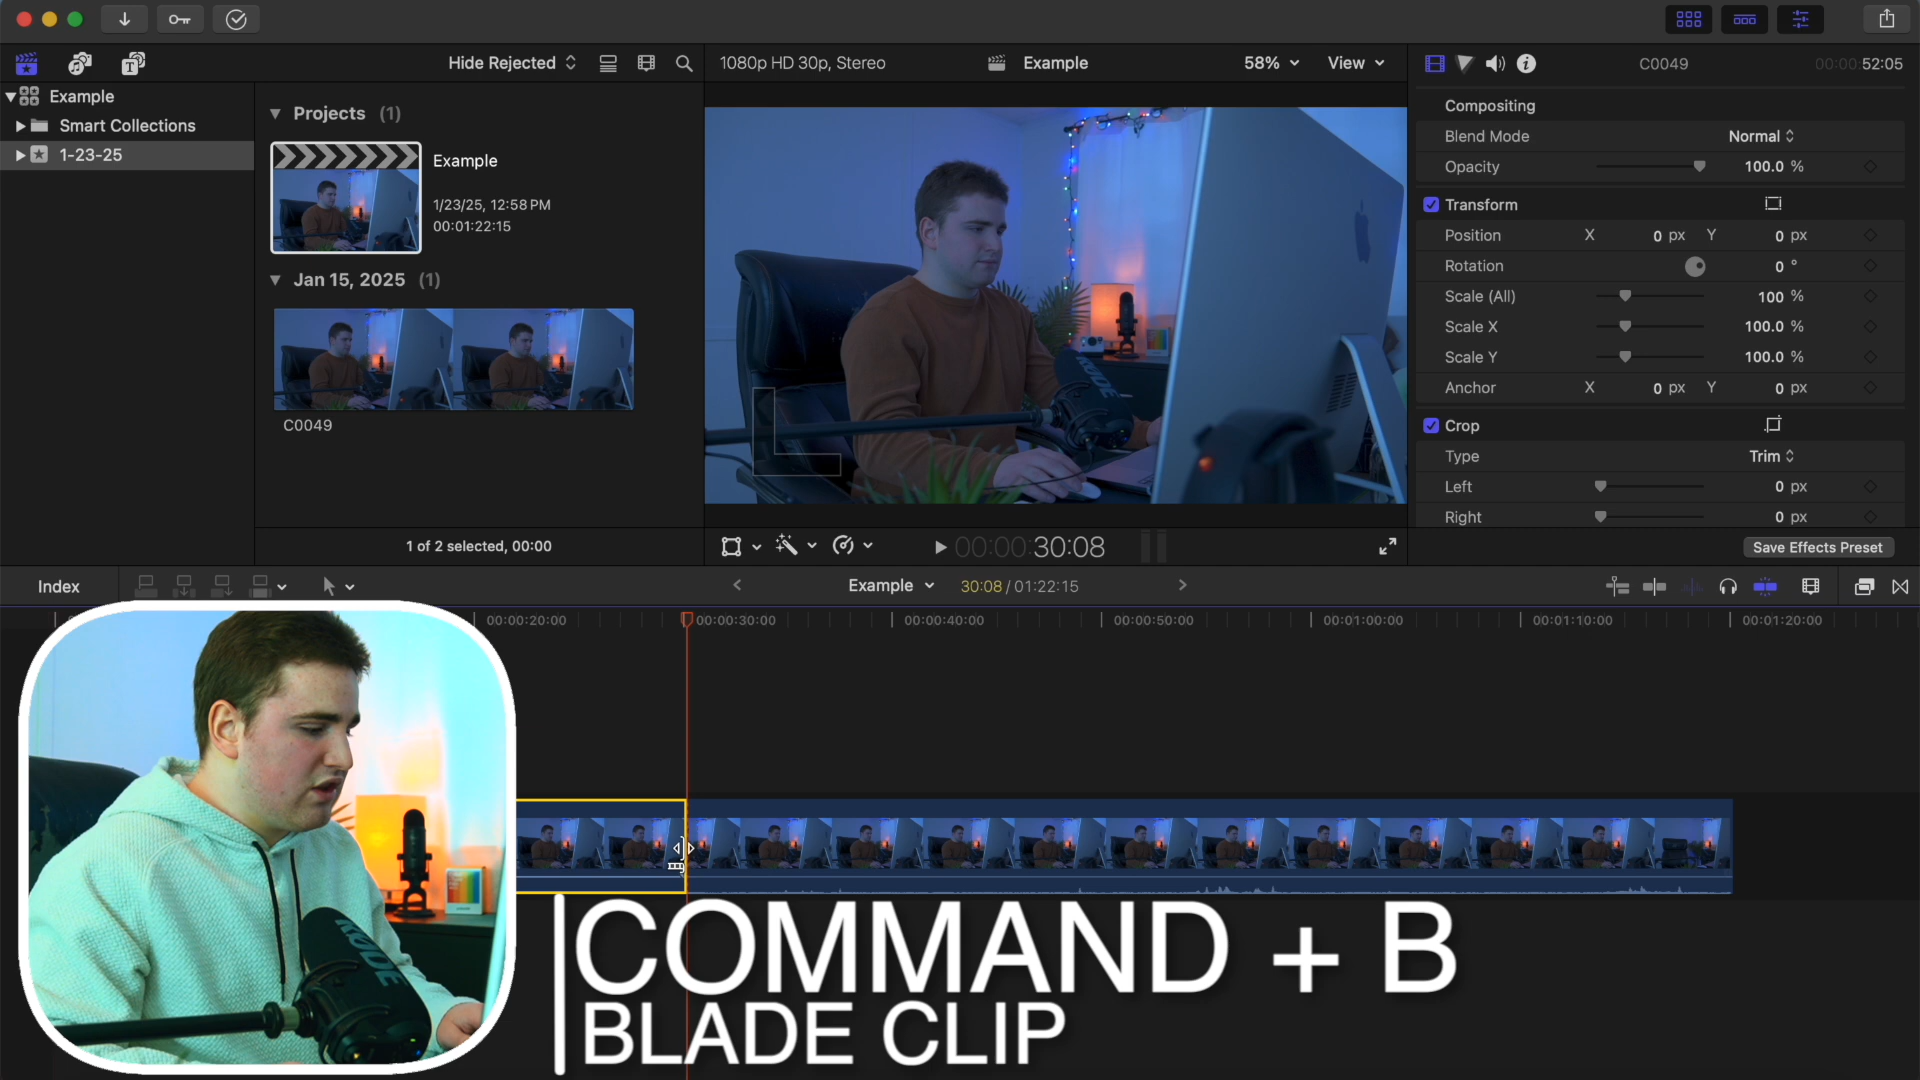 Hide Rejected
1080p HD 30p, Stereo
Example
58%
View
C0049
00:00:52:05
Example
Smart Collections
1-23-25
Projects (1)
Example
1/23/25, 12:58 PM
00:01:22:15
Jan 15, 2025 (1)
C0049
1 of 2 selected, 00:00
00:00:30:08
Compositing
Blend Mode Normal
Opacity 100.0 %
Transform
Position X 0 px Y 0 px
Rotation 0 °
Scale (All) 100 %
Scale X 100.0 %
Scale Y 100.0 %
Anchor X 0 px Y 0 px
Crop
Type Trim
Left 0 px
Right 0 px
Save Effects Preset
Index
Example
30:08 / 01:22:15
00:00:20:00 00:00:30:00 00:00:40:00 00:00:50:00 00:01:00:00 00:01:10:00 00:01:20:00
RODE
RODE
COMMAND + B
BLADE CLIP